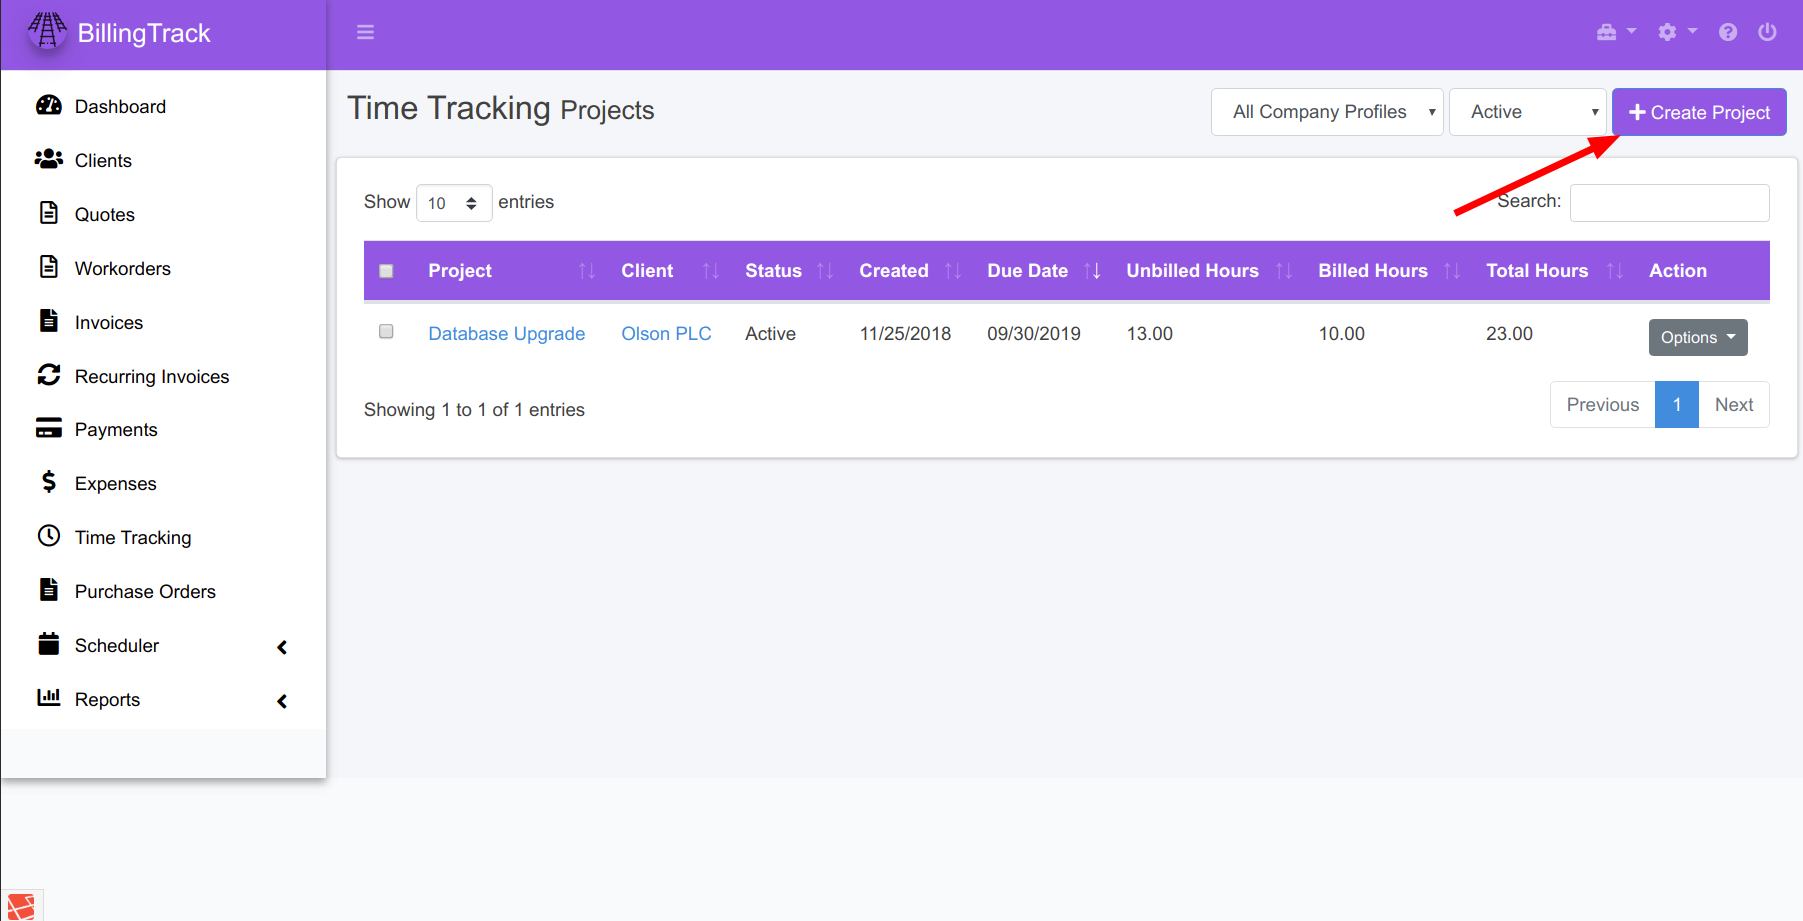 BillingTrack
Dashboard
Clients
Quotes
Workorders
Invoices
Recurring Invoices
Payments
Expenses
Time Tracking
Purchase Orders
Scheduler
Reports
Time Tracking Projects
All Company Profiles
Active
Create Project
Show 10 entries
Search:
Project Client Status Created Due Date Unbilled Hours Billed Hours Total Hours Action
Database Upgrade Olson PLC Active 11/25/2018 09/30/2019 13.00 10.00 23.00 Options
Showing 1 to 1 of 1 entries
Previous 1 Next